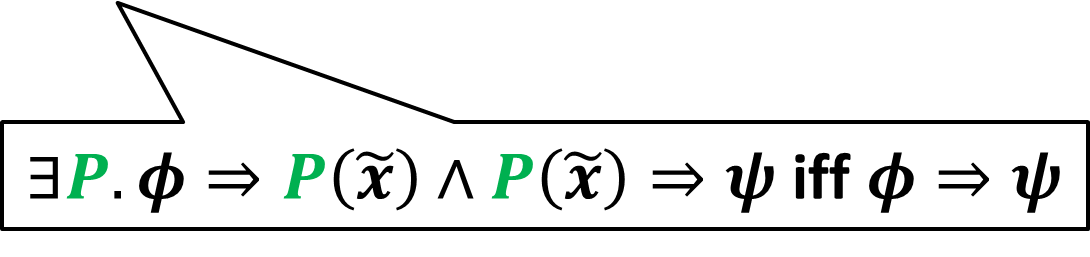 ∃P. ϕ ⇒ P(x̃) ∧ P(x̃) ⇒ ψ iff ϕ ⇒ ψ